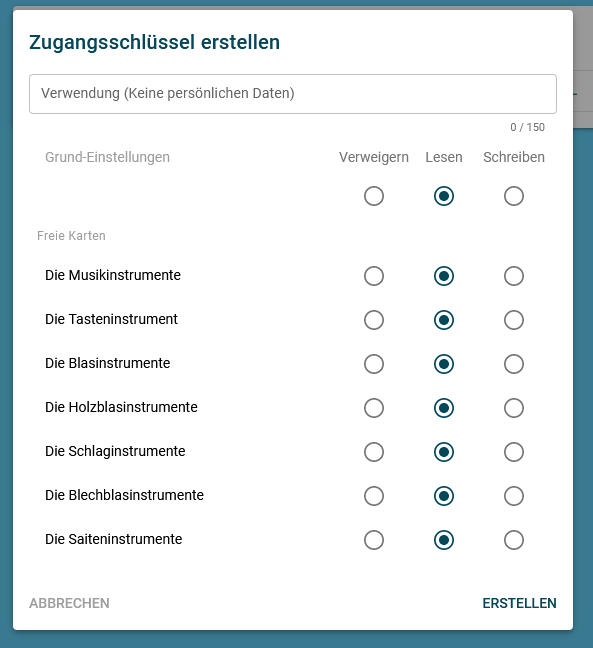 Zugangsschlüssel erstellen
Verwendung (Keine persönlichen Daten)
0 / 150
Grund-Einstellungen Verweigern Lesen Schreiben
Freie Karten
Die Musikinstrumente
Die Tasteninstrument
Die Blasinstrumente
Die Holzblasinstrumente
Die Schlaginstrumente
Die Blechblasinstrumente
Die Saiteninstrumente
ABBRECHEN ERSTELLEN